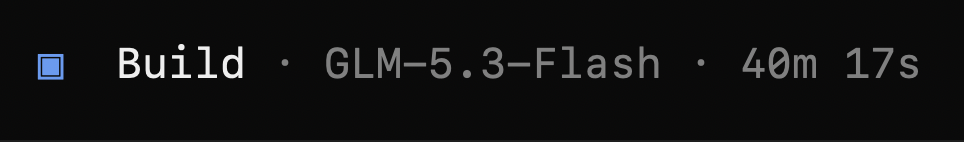 ▣ Build · GLM-5.3-Flash · 40m 17s